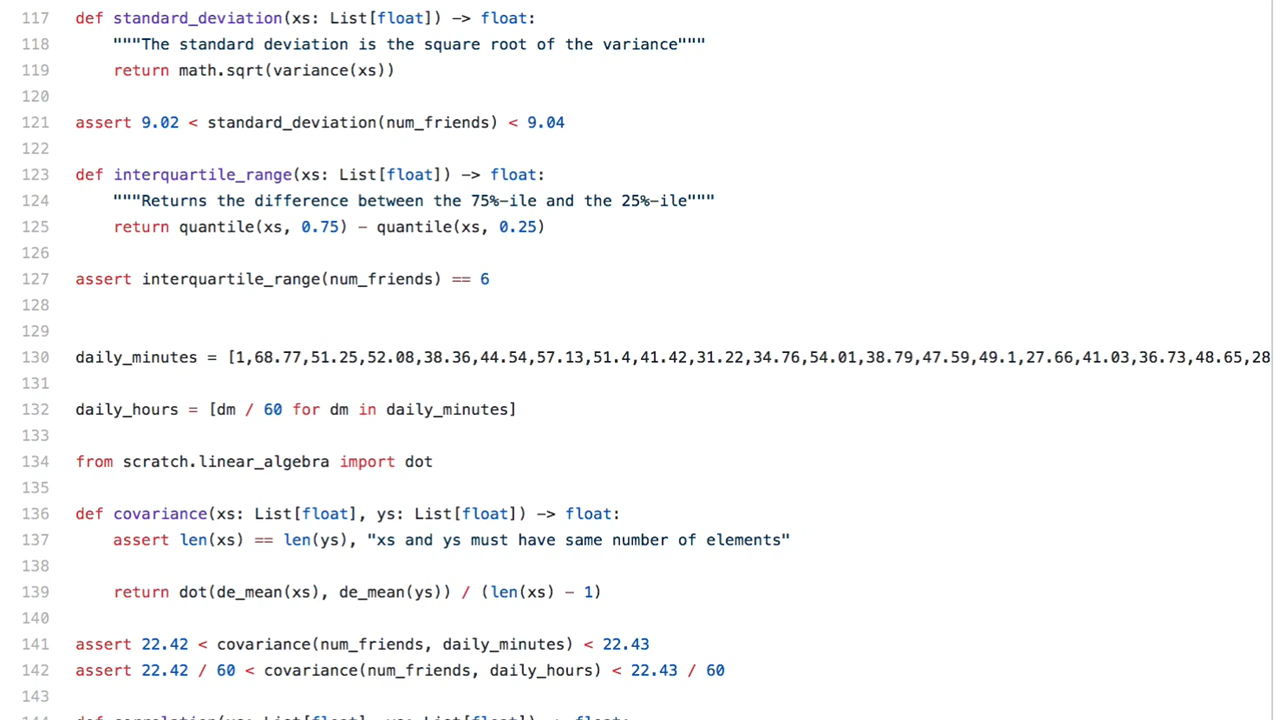 117 def standard_deviation(xs: List[float]) -> float:
118     """The standard deviation is the square root of the variance"""
119     return math.sqrt(variance(xs))
120
121 assert 9.02 < standard_deviation(num_friends) < 9.04
122
123 def interquartile_range(xs: List[float]) -> float:
124     """Returns the difference between the 75%-ile and the 25%-ile"""
125     return quantile(xs, 0.75) - quantile(xs, 0.25)
126
127 assert interquartile_range(num_friends) == 6
128
129
130 daily_minutes = [1,68.77,51.25,52.08,38.36,44.54,57.13,51.4,41.42,31.22,34.76,54.01,38.79,47.59,49.1,27.66,41.03,36.73,48.65,28
131
132 daily_hours = [dm / 60 for dm in daily_minutes]
133
134 from scratch.linear_algebra import dot
135
136 def covariance(xs: List[float], ys: List[float]) -> float:
137     assert len(xs) == len(ys), "xs and ys must have same number of elements"
138
139     return dot(de_mean(xs), de_mean(ys)) / (len(xs) - 1)
140
141 assert 22.42 < covariance(num_friends, daily_minutes) < 22.43
142 assert 22.42 / 60 < covariance(num_friends, daily_hours) < 22.43 / 60
143